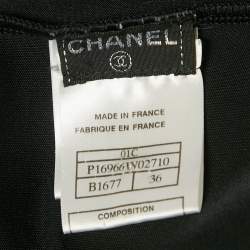 CHANEL
MADE IN FRANCE
FABRIQUE EN FRANCE
01C
P16966V02710
B1677 36
COMPOSITION